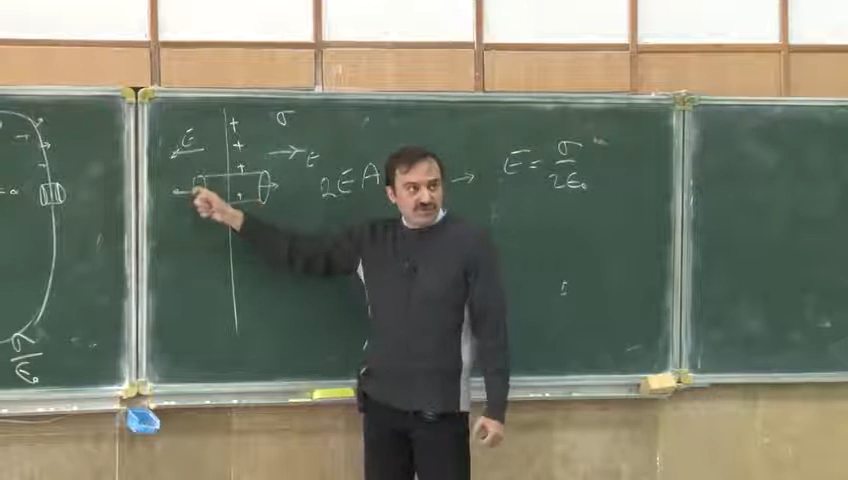 σ
E
+
+
+
+
E
2EA → E = σ/2ε₀
σ/ε₀